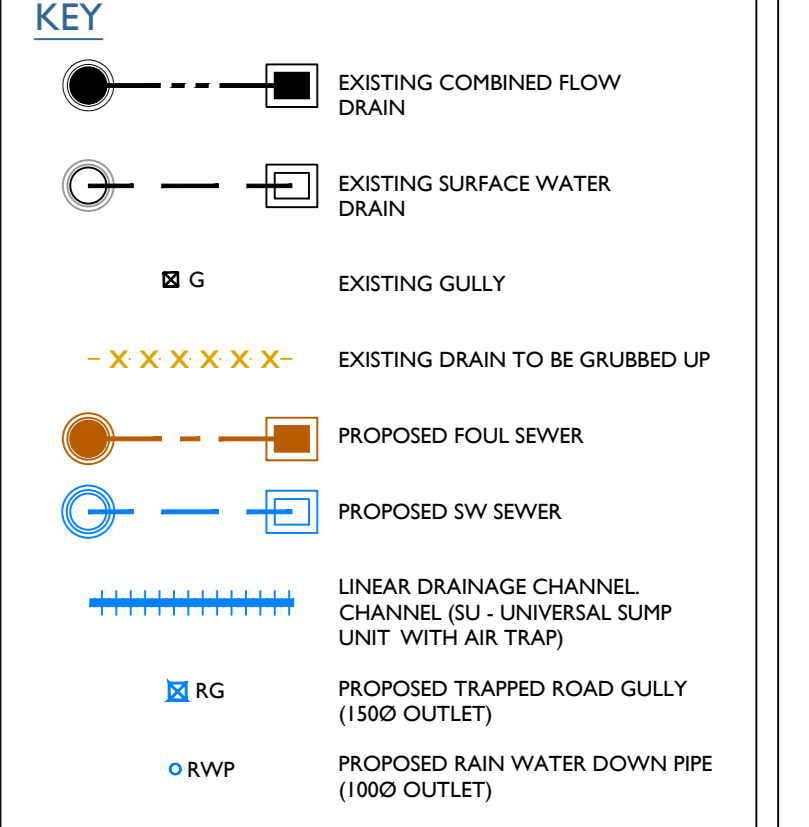 KEY
EXISTING COMBINED FLOW
DRAIN
EXISTING SURFACE WATER
DRAIN
G
EXISTING GULLY
X X X X X X
EXISTING DRAIN TO BE GRUBBED UP
PROPOSED FOUL SEWER
PROPOSED SW SEWER
LINEAR DRAINAGE CHANNEL.
CHANNEL (SU - UNIVERSAL SUMP
UNIT WITH AIR TRAP)
RG
PROPOSED TRAPPED ROAD GULLY
(150Ø OUTLET)
RWP
PROPOSED RAIN WATER DOWN PIPE
(100Ø OUTLET)